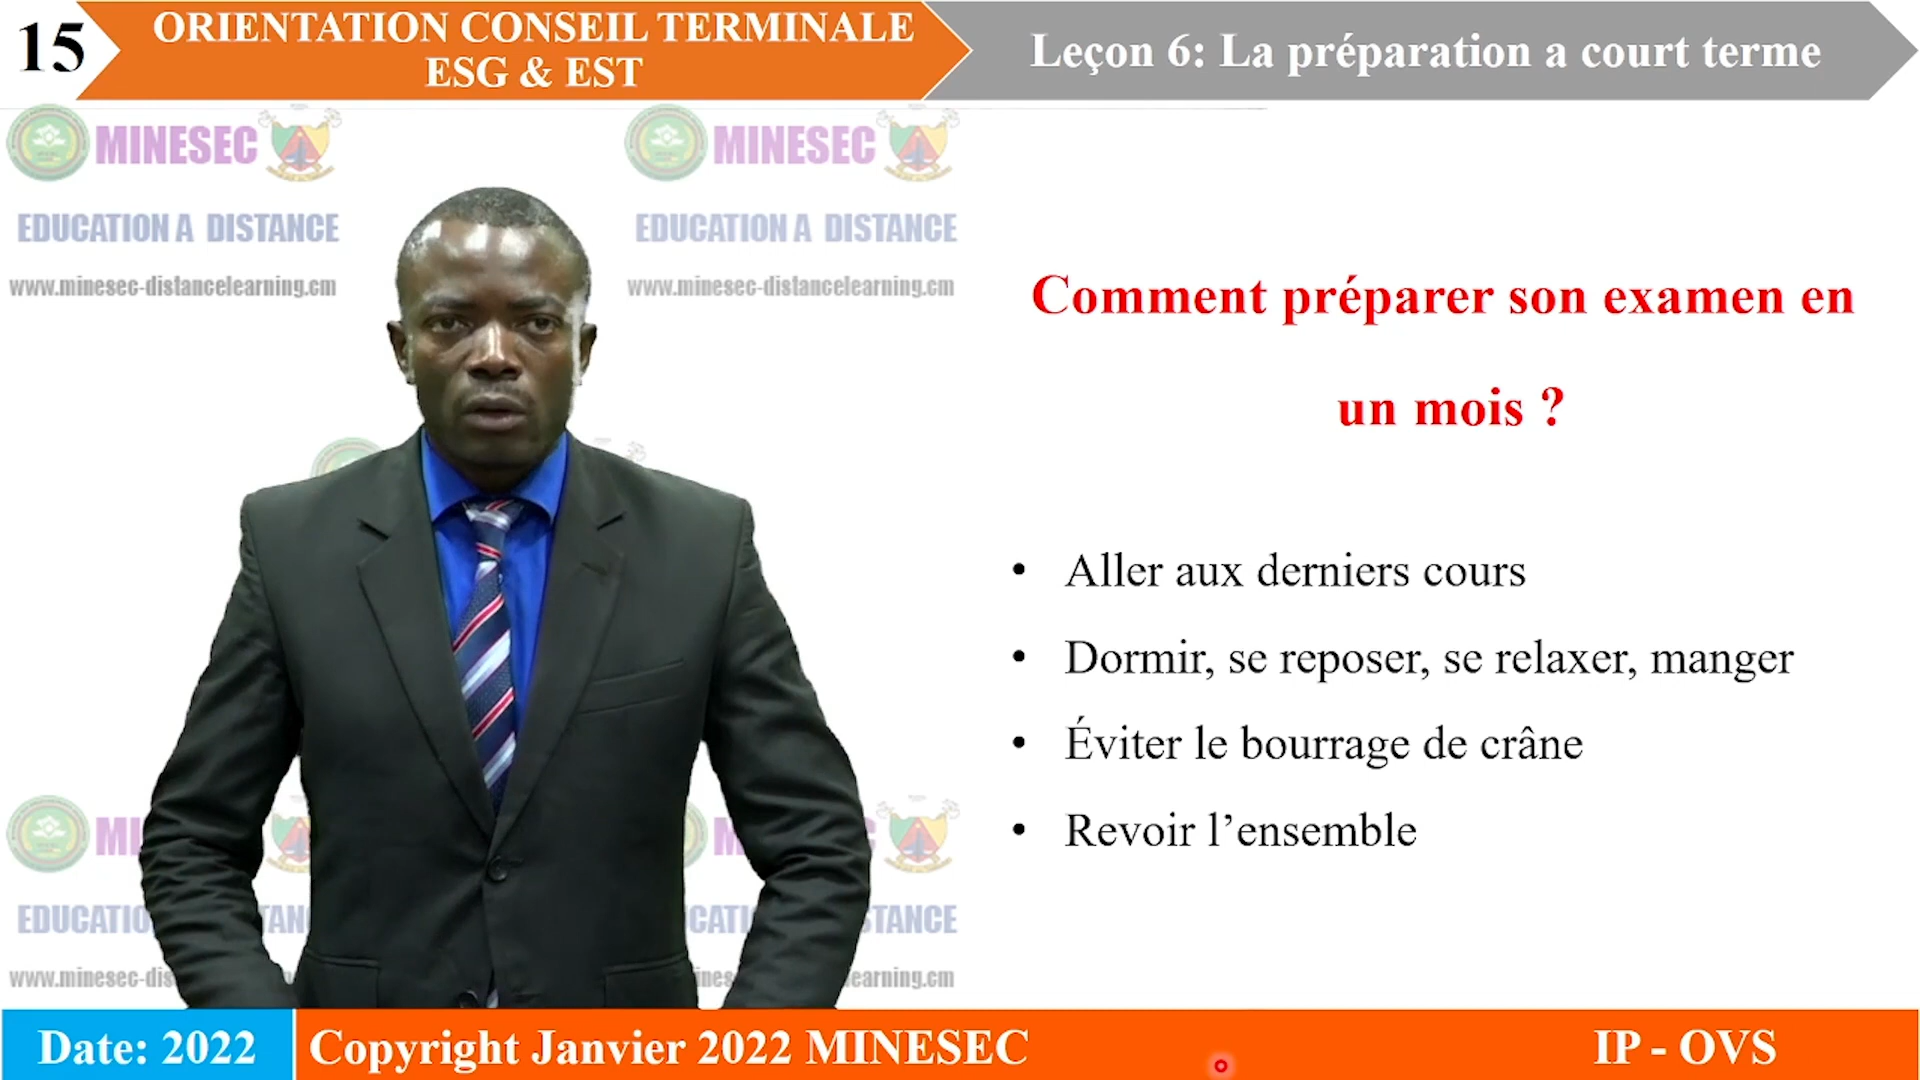 15
ORIENTATION CONSEIL TERMINALE
ESG & EST
Leçon 6: La préparation a court terme
MINESEC
EDUCATION A DISTANCE
www.minesec-distancelearning.cm
MINESEC
EDUCATION A DISTANCE
www.minesec-distancelearning.cm
Comment préparer son examen en
un mois ?
• Aller aux derniers cours
• Dormir, se reposer, se relaxer, manger
• Éviter le bourrage de crâne
• Revoir l’ensemble
Date: 2022
Copyright Janvier 2022 MINESEC
IP - OVS